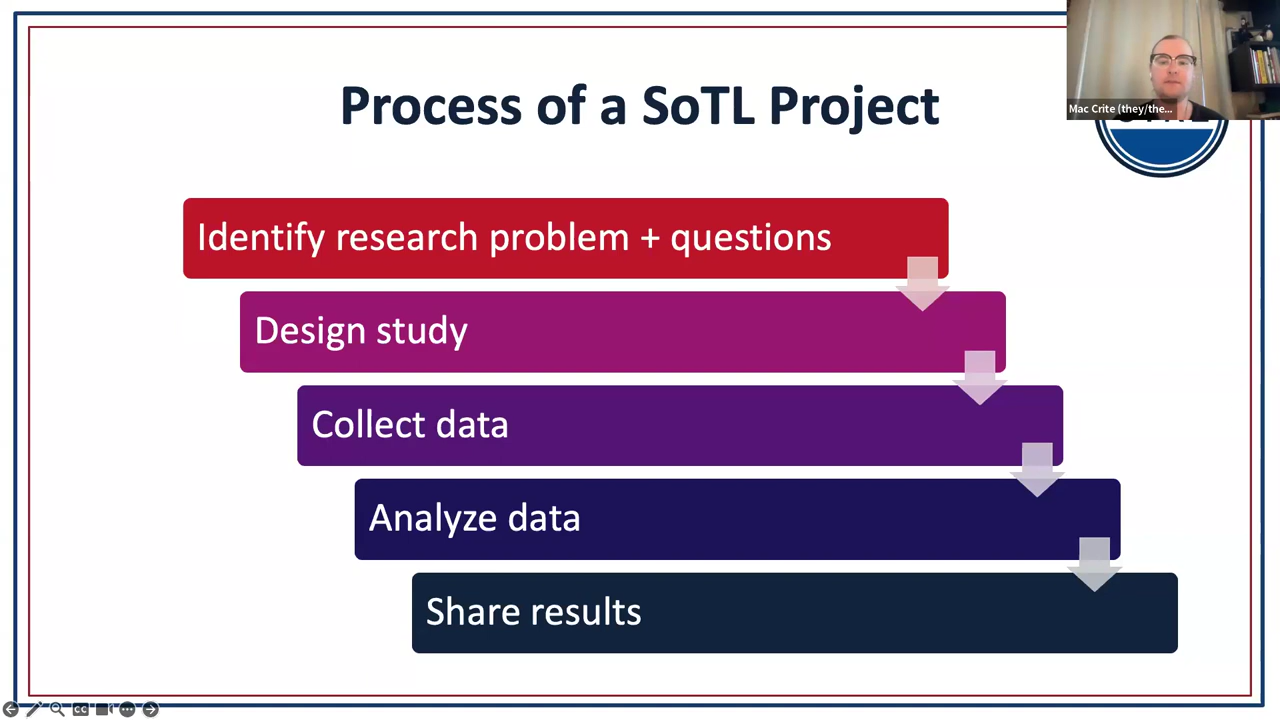 Process of a SoTL Project
Mac Crite (they/the...
Identify research problem + questions
Design study
Collect data
Analyze data
Share results
CC